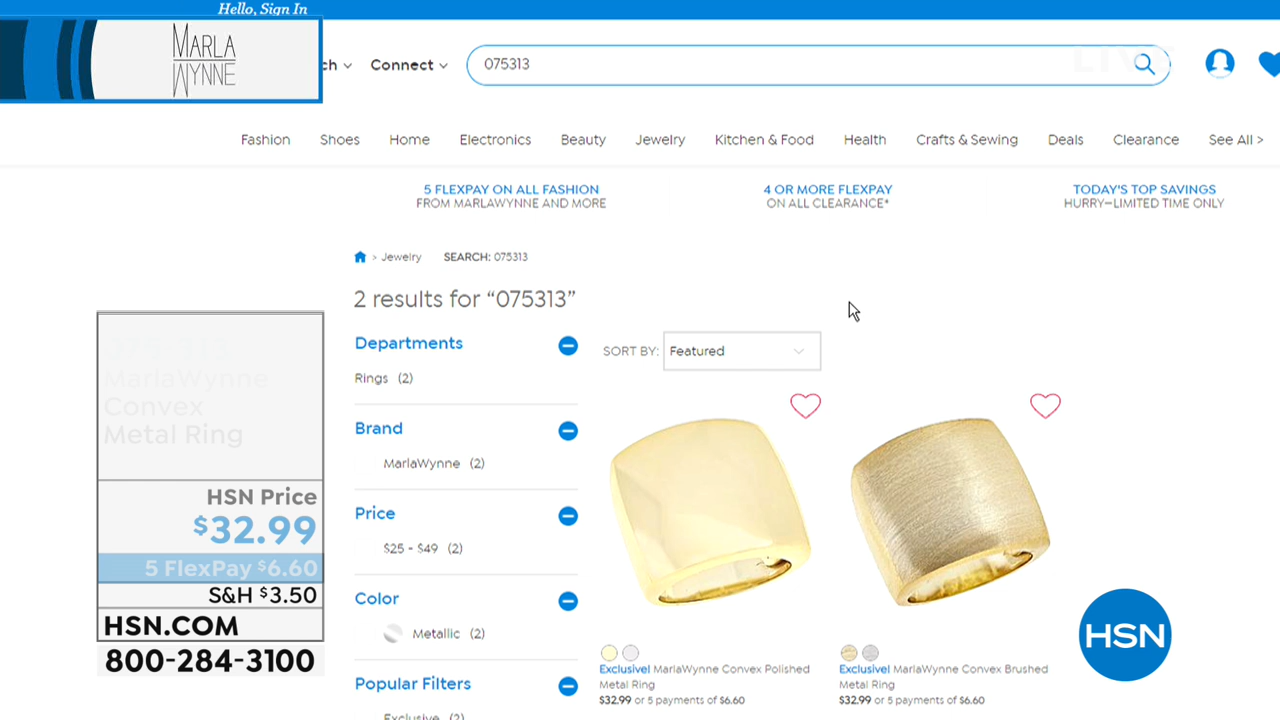 Hello, Sign In
MARLA
WYNNE
ch
Connect
075313
LIVE
Fashion
Shoes
Home
Electronics
Beauty
Jewelry
Kitchen & Food
Health
Crafts & Sewing
Deals
Clearance
See All >
5 FLEXPAY ON ALL FASHION
FROM MARLAWYNNE AND MORE
4 OR MORE FLEXPAY
ON ALL CLEARANCE*
TODAY'S TOP SAVINGS
HURRY–LIMITED TIME ONLY
> Jewelry SEARCH: 075313
2 results for “075313”
Departments
Rings (2)
Brand
MarlaWynne (2)
Price
$25 - $49 (2)
Color
Metallic (2)
Popular Filters
Exclusive (2)
SORT BY: Featured
Exclusive! MarlaWynne Convex Polished
Metal Ring
$32.99 or 5 payments of $6.60
Exclusive! MarlaWynne Convex Brushed
Metal Ring
$32.99 or 5 payments of $6.60
075-313
MarlaWynne
Convex
Metal Ring
HSN Price
$32.99
5 FlexPay $6.60
S&H $3.50
HSN.COM
800-284-3100
HSN